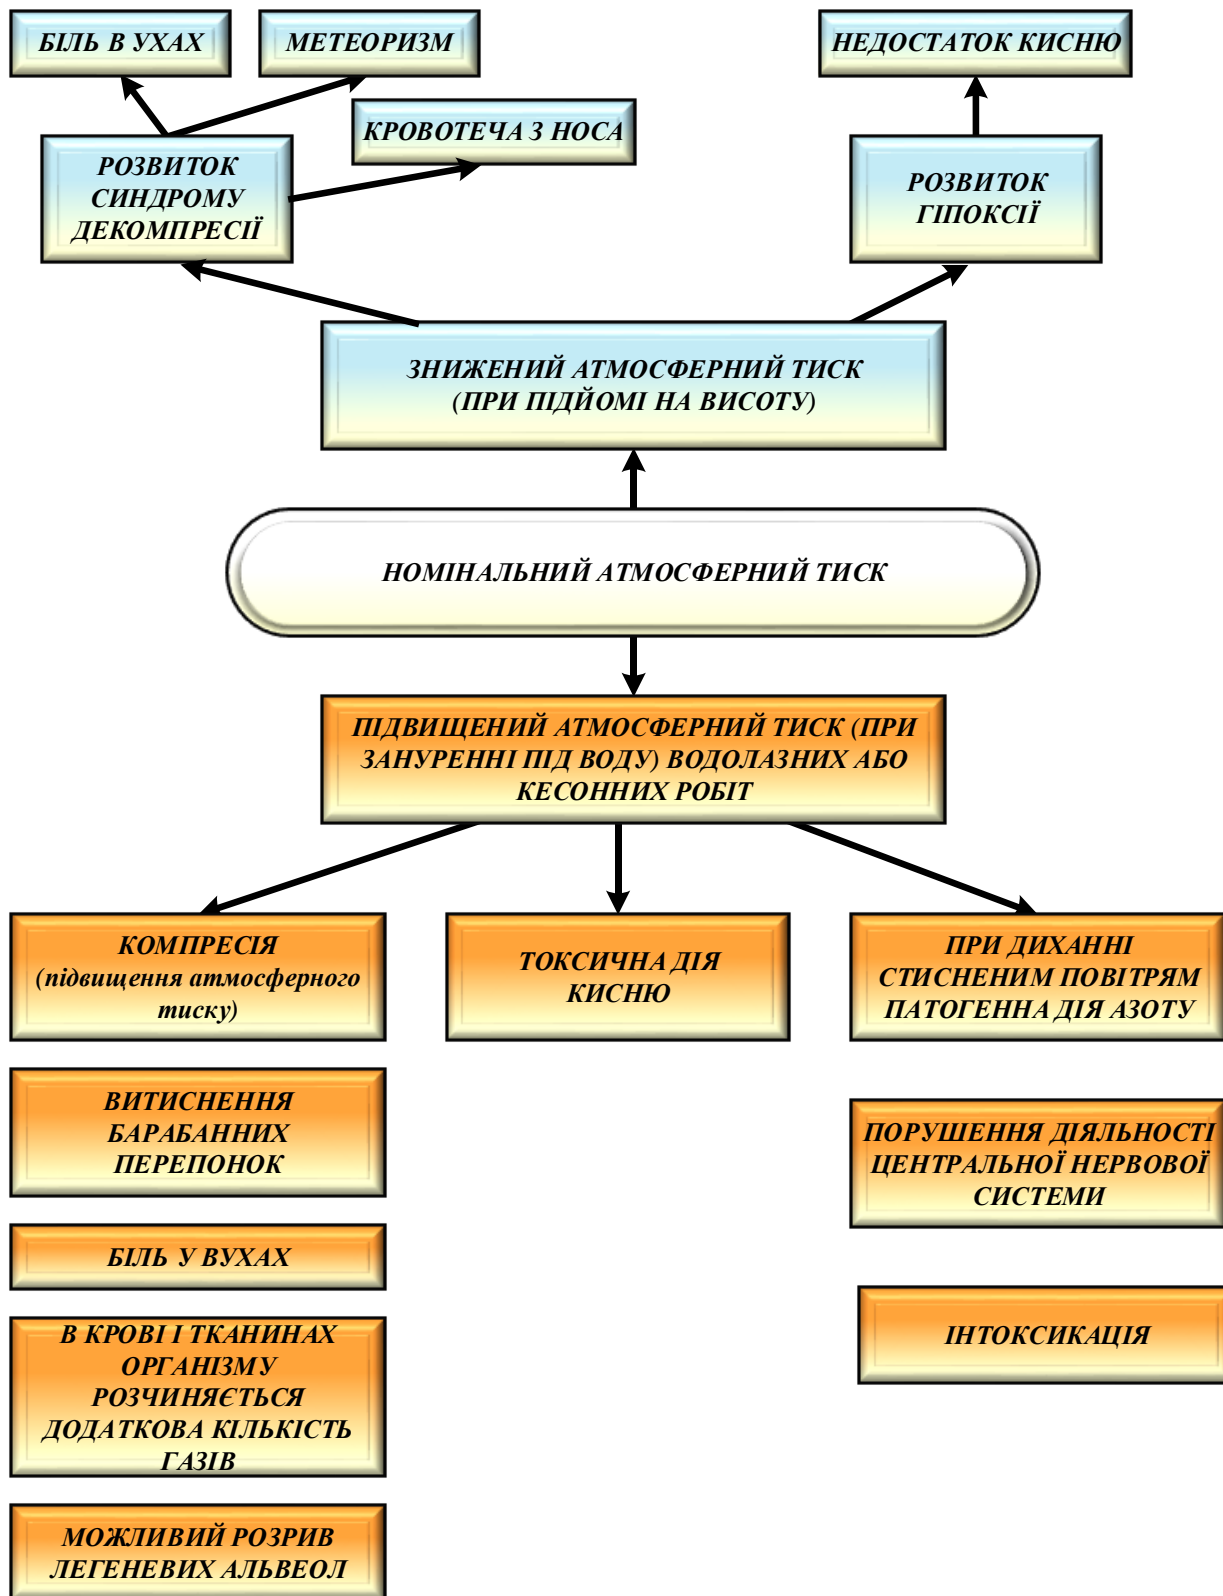 БІЛЬ В УХАХ
МЕТЕОРИЗМ
НЕДОСТАТОК КИСНЮ
КРОВОТЕЧА З НОСА
РОЗВИТОК
СИНДРОМУ
ДЕКОМПРЕСІЇ
РОЗВИТОК
ГІПОКСІЇ
ЗНИЖЕНИЙ АТМОСФЕРНИЙ ТИСК
(ПРИ ПІДЙОМІ НА ВИСОТУ)
НОМІНАЛЬНИЙ АТМОСФЕРНИЙ ТИСК
ПІДВИЩЕНИЙ АТМОСФЕРНИЙ ТИСК (ПРИ
ЗАНУРЕННІ ПІД ВОДУ) ВОДОЛАЗНИХ АБО
КЕСОННИХ РОБІТ
КОМПРЕСІЯ
(підвищення атмосферного
тиску)
ТОКСИЧНА ДІЯ
КИСНЮ
ПРИ ДИХАННІ
СТИСНЕНИМ ПОВІТРЯМ
ПАТОГЕННА ДІЯ АЗОТУ
ВИТИСНЕННЯ
БАРАБАННИХ
ПЕРЕПОНОК
ПОРУШЕННЯ ДІЯЛЬНОСТІ
ЦЕНТРАЛЬНОЇ НЕРВОВОЇ
СИСТЕМИ
БІЛЬ У ВУХАХ
ІНТОКСИКАЦІЯ
В КРОВІ І ТКАНИНАХ
ОРГАНІЗМУ
РОЗЧИНЯЄТЬСЯ
ДОДАТКОВА КІЛЬКІСТЬ
ГАЗІВ
МОЖЛИВИЙ РОЗРИВ
ЛЕГЕНЕВИХ АЛЬВЕОЛ